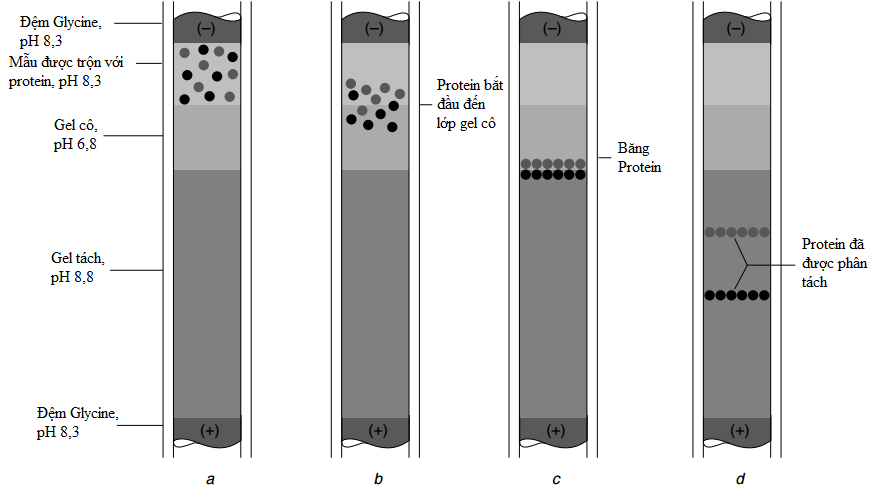 Đệm Glycine,
pH 8,3
Mẫu được trộn với
protein, pH 8,3
Gel cô,
pH 6,8
Gel tách,
pH 8,8
Đệm Glycine,
pH 8,3
(–)
(+)
a
(–)
(+)
b
Protein bắt
đầu đến
lớp gel cô
(–)
(+)
c
Băng
Protein
(–)
(+)
d
Protein đã
được phân
tách